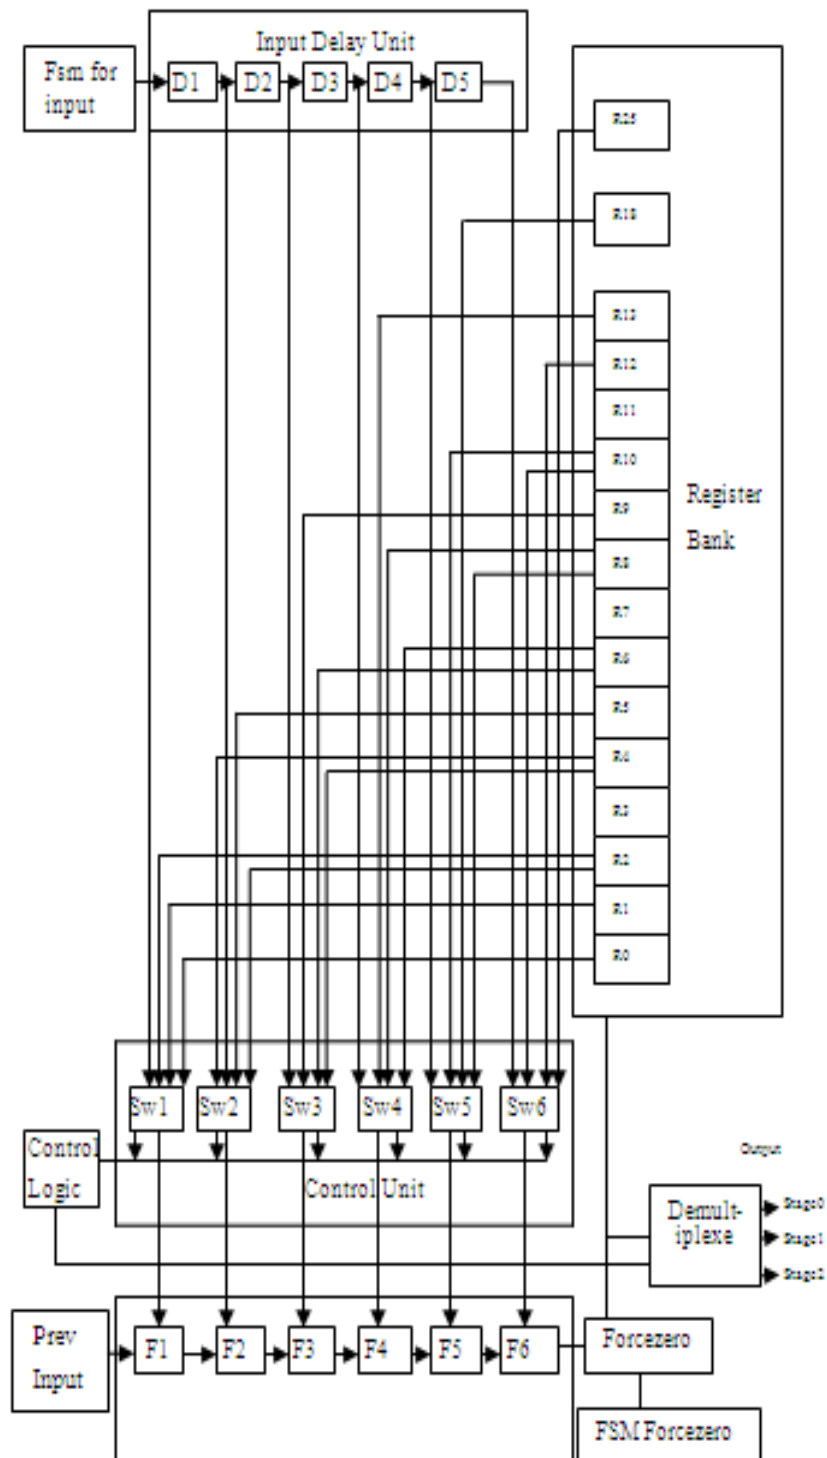 Input Delay Unit
Fsm for
input
D1
D2
D3
D4
D5
R25
R18
R13
R12
R11
R10
R9
R8
R7
R6
R5
R4
R3
R2
R1
R0
Register
Bank
Sw1
Sw2
Sw3
Sw4
Sw5
Sw6
Control
Logic
Control Unit
Output
Demult-
iplexe
Stage0
Stage1
Stage2
Prev
Input
F1
F2
F3
F4
F5
F6
Forcezero
FSM Forcezero